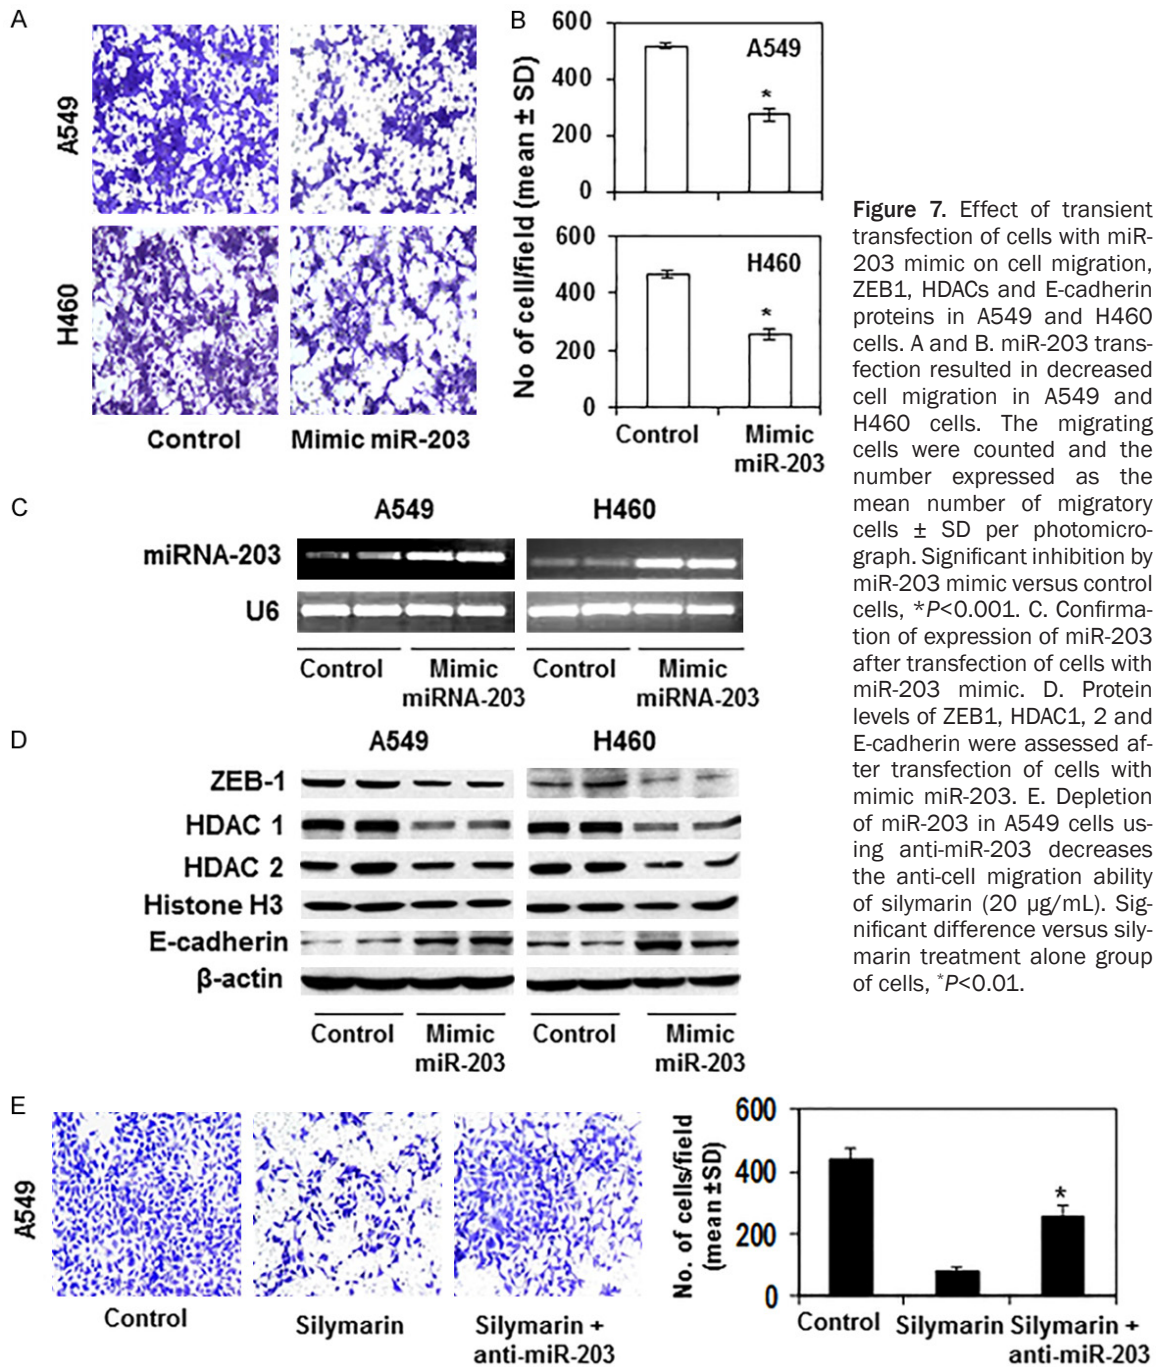 A
A549
H460
Control
Mimic miR-203
B
No of cell/field (mean ± SD)
600
400
200
0
A549
*
600
400
200
0
H460
*
Control
Mimic
miR-203
Figure 7. Effect of transient
transfection of cells with miR-
203 mimic on cell migration,
ZEB1, HDACs and E-cadherin
proteins in A549 and H460
cells. A and B. miR-203 trans-
fection resulted in decreased
cell migration in A549 and
H460 cells. The migrating
cells were counted and the
number expressed as the
mean number of migratory
cells ± SD per photomicro-
graph. Significant inhibition by
miR-203 mimic versus control
cells, *P<0.001. C. Confirma-
tion of expression of miR-203
after transfection of cells with
miR-203 mimic. D. Protein
levels of ZEB1, HDAC1, 2 and
E-cadherin were assessed af-
ter transfection of cells with
mimic miR-203. E. Depletion
of miR-203 in A549 cells us-
ing anti-miR-203 decreases
the anti-cell migration ability
of silymarin (20 µg/mL). Sig-
nificant difference versus sily-
marin treatment alone group
of cells, *P<0.01.
C
A549
H460
miRNA-203
U6
Control
Mimic
miRNA-203
Control
Mimic
miRNA-203
D
A549
H460
ZEB-1
HDAC 1
HDAC 2
Histone H3
E-cadherin
β-actin
Control
Mimic
miR-203
Control
Mimic
miR-203
E
A549
Control
Silymarin
Silymarin +
anti-miR-203
No. of cells/field
(mean ±SD)
600
400
200
0
*
Control
Silymarin
Silymarin +
anti-miR-203